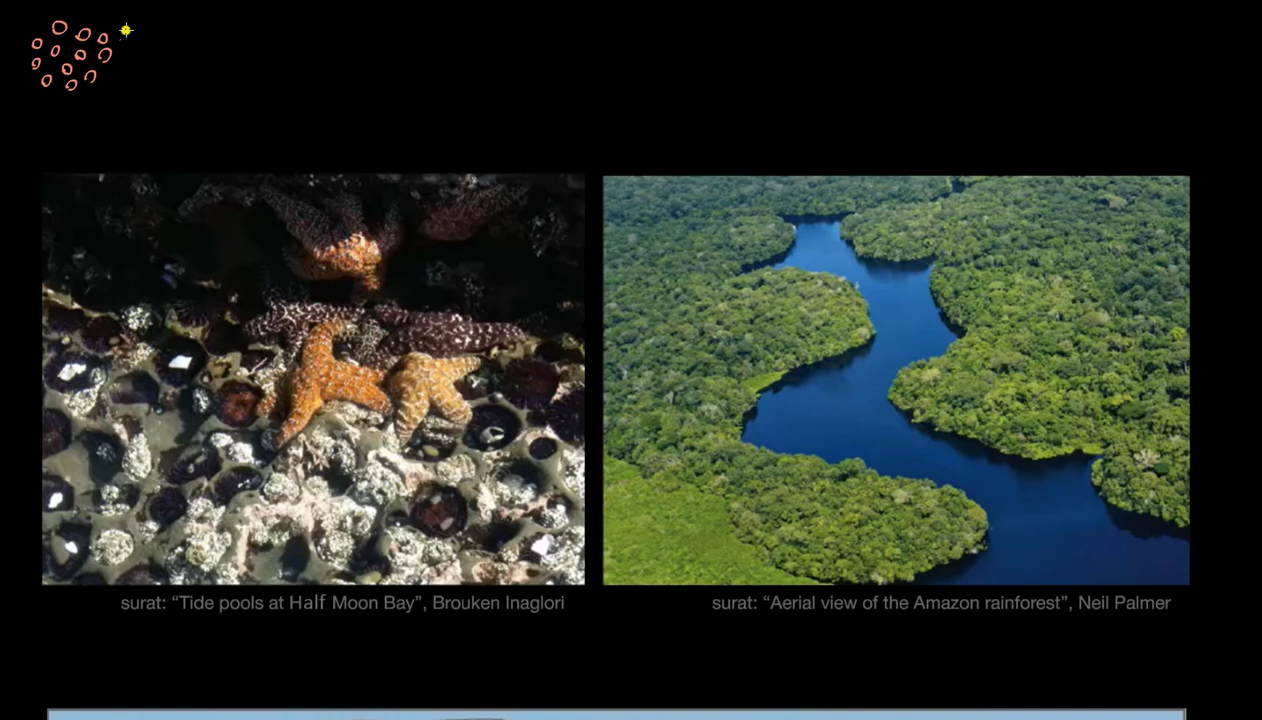 surat: “Tide pools at Half Moon Bay”, Brouken Inaglori
surat: “Aerial view of the Amazon rainforest”, Neil Palmer